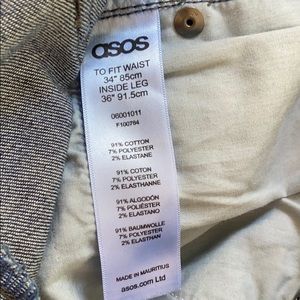 asos
TO FIT WAIST
34" 85cm
INSIDE LEG
36" 91.5cm
06001011
F100784
91% COTTON
7% POLYESTER
2% ELASTANE
91% COTON
7% POLYESTER
2% ELASTHANNE
91% ALGODÓN
7% POLIÉSTER
2% ELASTANO
91% BAUMWOLLE
7% POLYESTER
2% ELASTHAN
MADE IN MAURITIUS
asos.com Ltd